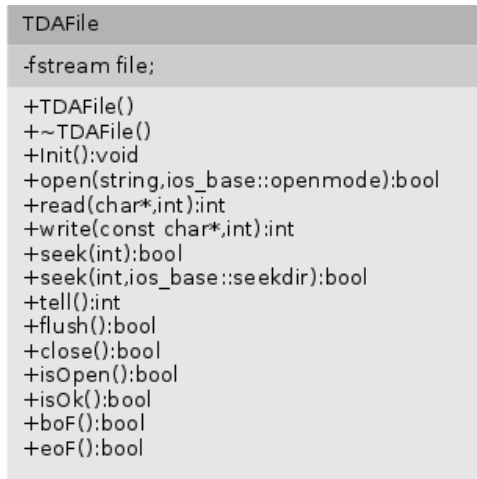 TDAFile
-fstream file;
+TDAFile()
+~TDAFile()
+Init():void
+open(string,ios_base::openmode):bool
+read(char*,int):int
+write(const char*,int):int
+seek(int):bool
+seek(int,ios_base::seekdir):bool
+tell():int
+flush():bool
+close():bool
+isOpen():bool
+isOk():bool
+boF():bool
+eoF():bool